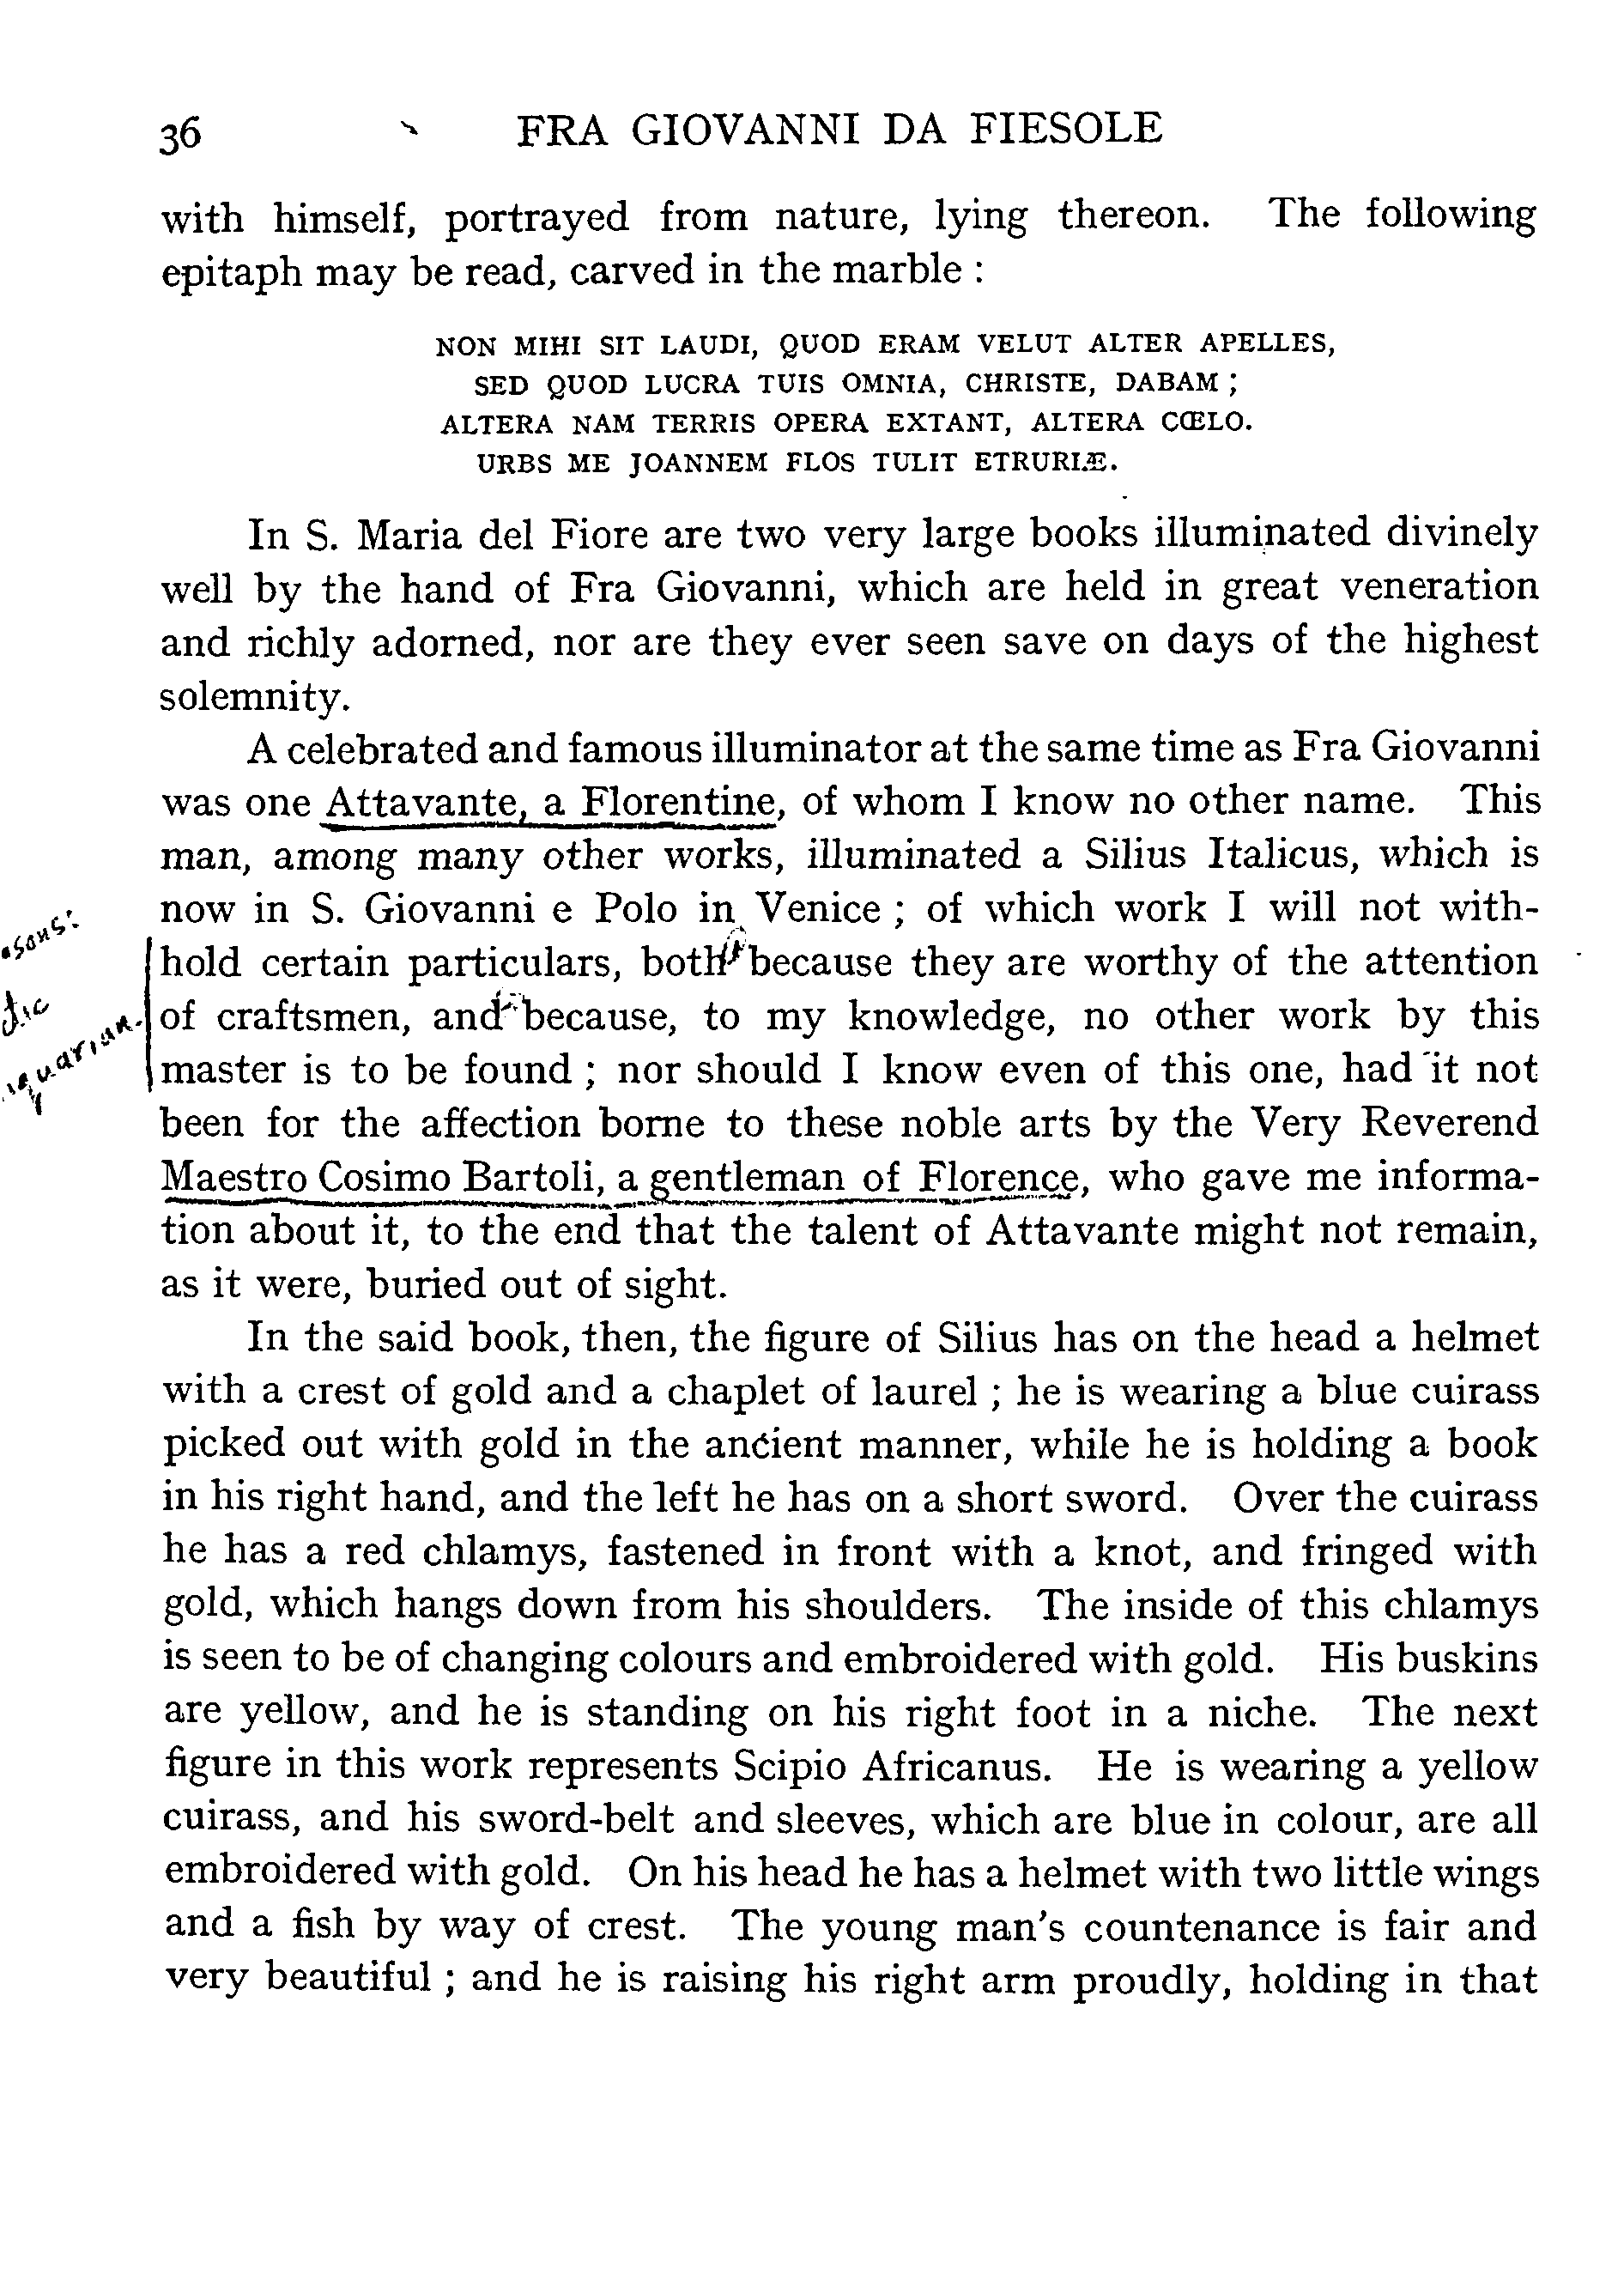 36 FRA GIOVANNI DA FIESOLE
with himself, portrayed from nature, lying thereon. The following
epitaph may be read, carved in the marble :
NON MIHI SIT LAUDI, QUOD ERAM VELUT ALTER APELLES,
SED QUOD LUCRA TUIS OMNIA, CHRISTE, DABAM ;
ALTERA NAM TERRIS OPERA EXTANT, ALTERA CŒLO.
URBS ME JOANNEM FLOS TULIT ETRURIÆ.
In S. Maria del Fiore are two very large books illuminated divinely
well by the hand of Fra Giovanni, which are held in great veneration
and richly adorned, nor are they ever seen save on days of the highest
solemnity.
A celebrated and famous illuminator at the same time as Fra Giovanni
was one Attavante, a Florentine, of whom I know no other name. This
man, among many other works, illuminated a Silius Italicus, which is
now in S. Giovanni e Polo in Venice ; of which work I will not with-
hold certain particulars, both because they are worthy of the attention
of craftsmen, and because, to my knowledge, no other work by this
master is to be found ; nor should I know even of this one, had it not
been for the affection borne to these noble arts by the Very Reverend
Maestro Cosimo Bartoli, a gentleman of Florence, who gave me informa-
tion about it, to the end that the talent of Attavante might not remain,
as it were, buried out of sight.
In the said book, then, the figure of Silius has on the head a helmet
with a crest of gold and a chaplet of laurel ; he is wearing a blue cuirass
picked out with gold in the ancient manner, while he is holding a book
in his right hand, and the left he has on a short sword. Over the cuirass
he has a red chlamys, fastened in front with a knot, and fringed with
gold, which hangs down from his shoulders. The inside of this chlamys
is seen to be of changing colours and embroidered with gold. His buskins
are yellow, and he is standing on his right foot in a niche. The next
figure in this work represents Scipio Africanus. He is wearing a yellow
cuirass, and his sword-belt and sleeves, which are blue in colour, are all
embroidered with gold. On his head he has a helmet with two little wings
and a fish by way of crest. The young man's countenance is fair and
very beautiful ; and he is raising his right arm proudly, holding in that